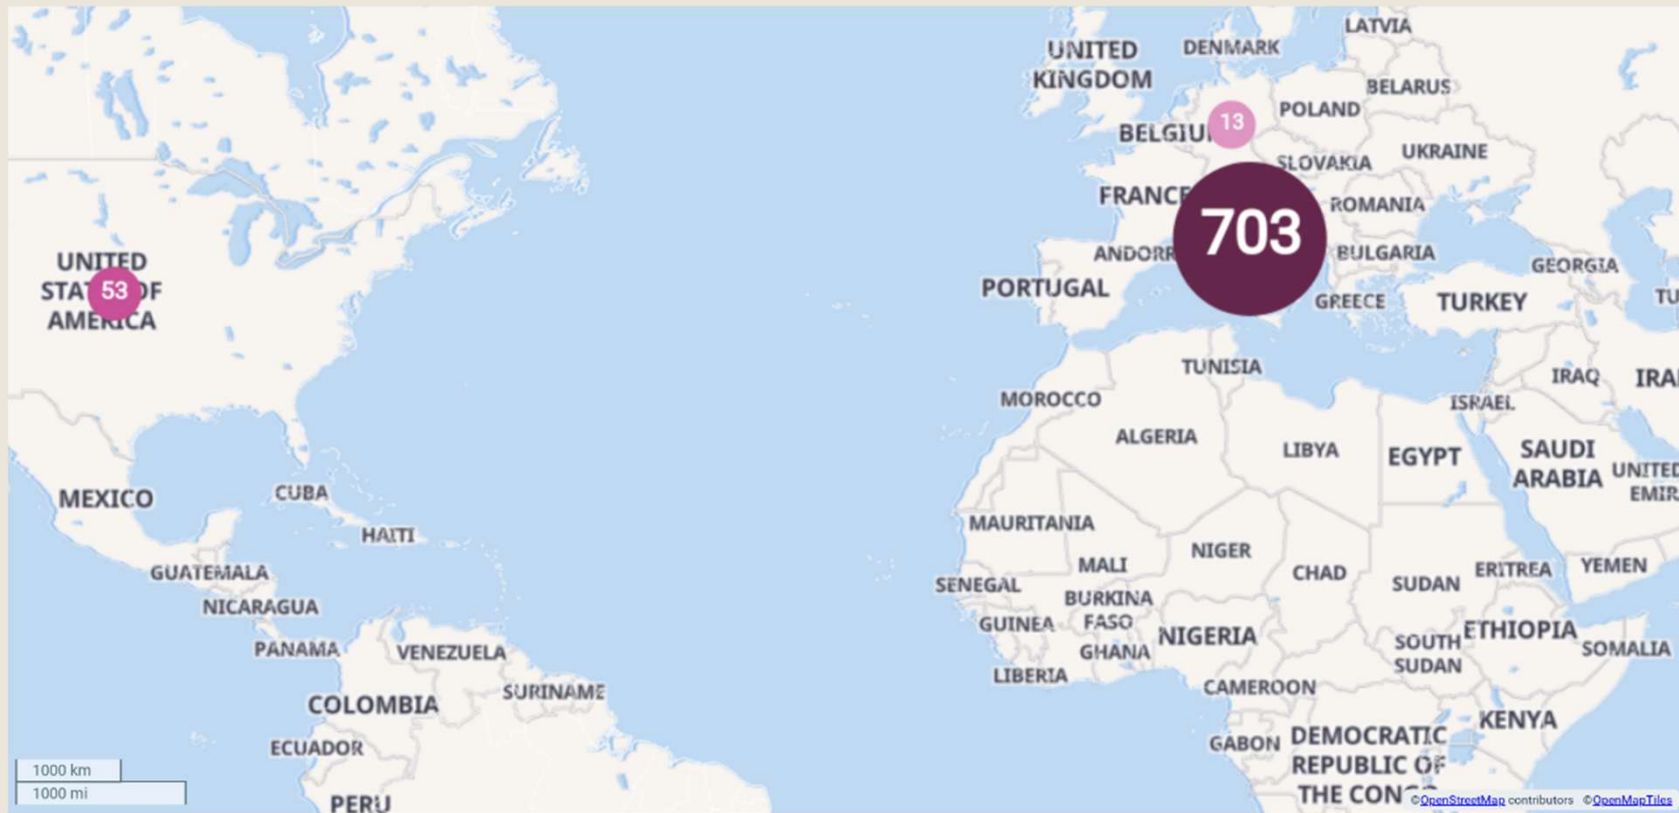 LATVIA
UNITED
KINGDOM
DENMARK
BELARUS
POLAND
13
BELGIU
UKRAINE
SLOVAKIA
FRANCE
ROMANIA
703
ANDORR
BULGARIA
GEORGIA
UNITED
STAT 53 OF
AMERICA
PORTUGAL
GREECE
TURKEY
TU
TUNISIA
IRAQ
IRA
MOROCCO
ISRAEL
ALGERIA
LIBYA
EGYPT
SAUDI
ARABIA
UNITED
EMIR
MEXICO
CUBA
HAITI
MAURITANIA
NIGER
MALI
CHAD
GUATEMALA
SENEGAL
SUDAN
ERITREA
YEMEN
NICARAGUA
BURKINA
FASO
GUINEA
NIGERIA
ETHIOPIA
PANAMA
VENEZUELA
GHANA
SOUTH
SUDAN
SOMALIA
LIBERIA
SURINAME
CAMEROON
COLOMBIA
KENYA
ECUADOR
GABON
DEMOCRATIC
REPUBLIC OF
THE CONGO
1000 km
1000 mi
PERU
©OpenStreetMap contributors ©OpenMapTiles